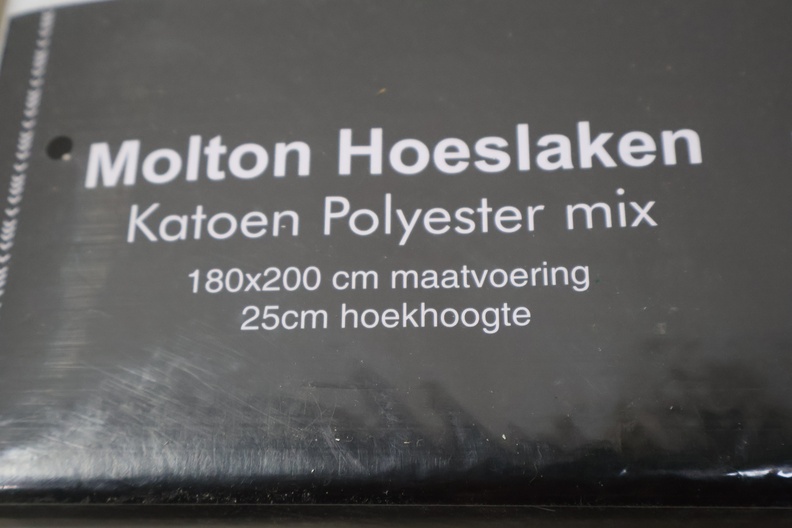 Molton Hoeslaken
Katoen Polyester mix
180x200 cm maatvoering
25cm hoekhoogte